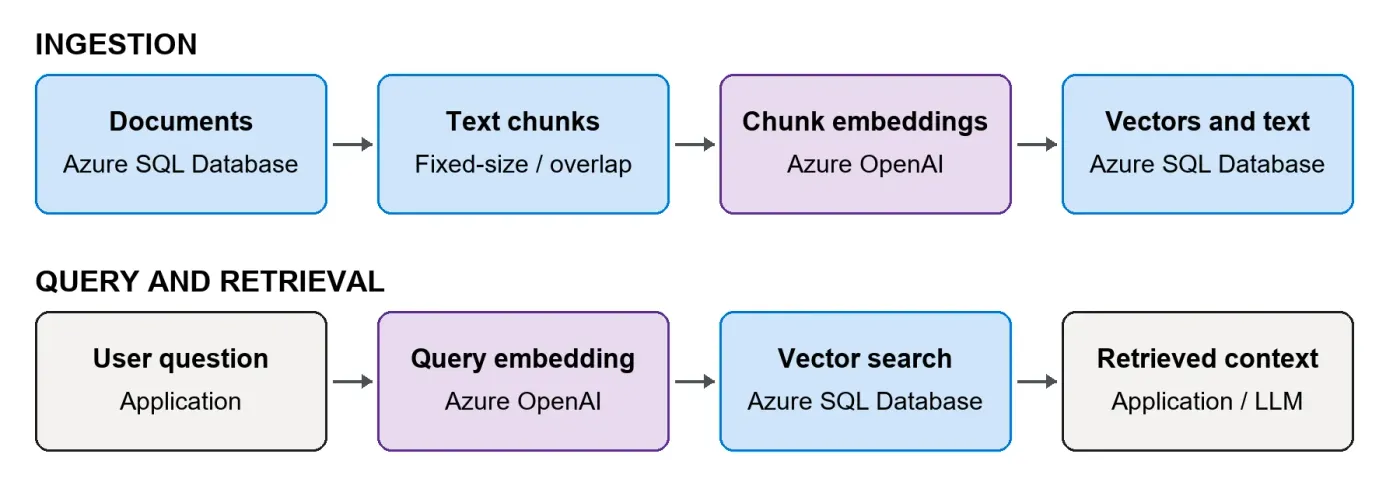 INGESTION
Documents
Azure SQL Database
Text chunks
Fixed-size / overlap
Chunk embeddings
Azure OpenAI
Vectors and text
Azure SQL Database
QUERY AND RETRIEVAL
User question
Application
Query embedding
Azure OpenAI
Vector search
Azure SQL Database
Retrieved context
Application / LLM